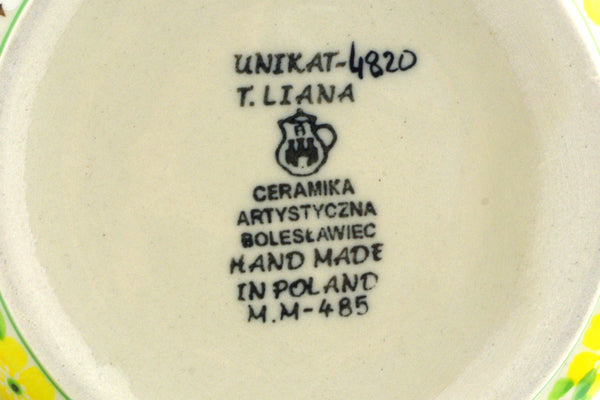 UNIKAT-4820
T. LIANA
CERAMIKA
ARTYSTYCZNA
BOLESŁAWIEC
HAND MADE
IN POLAND
M.M-485